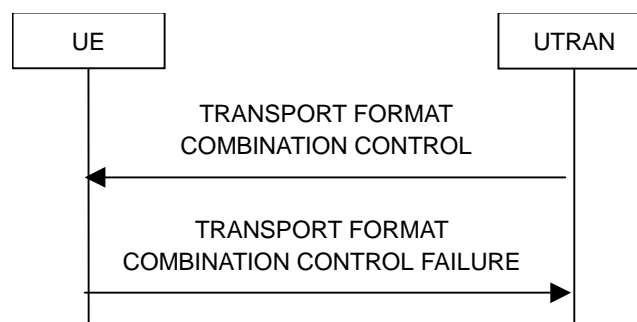 UE
UTRAN
TRANSPORT FORMAT
COMBINATION CONTROL
TRANSPORT FORMAT
COMBINATION CONTROL FAILURE